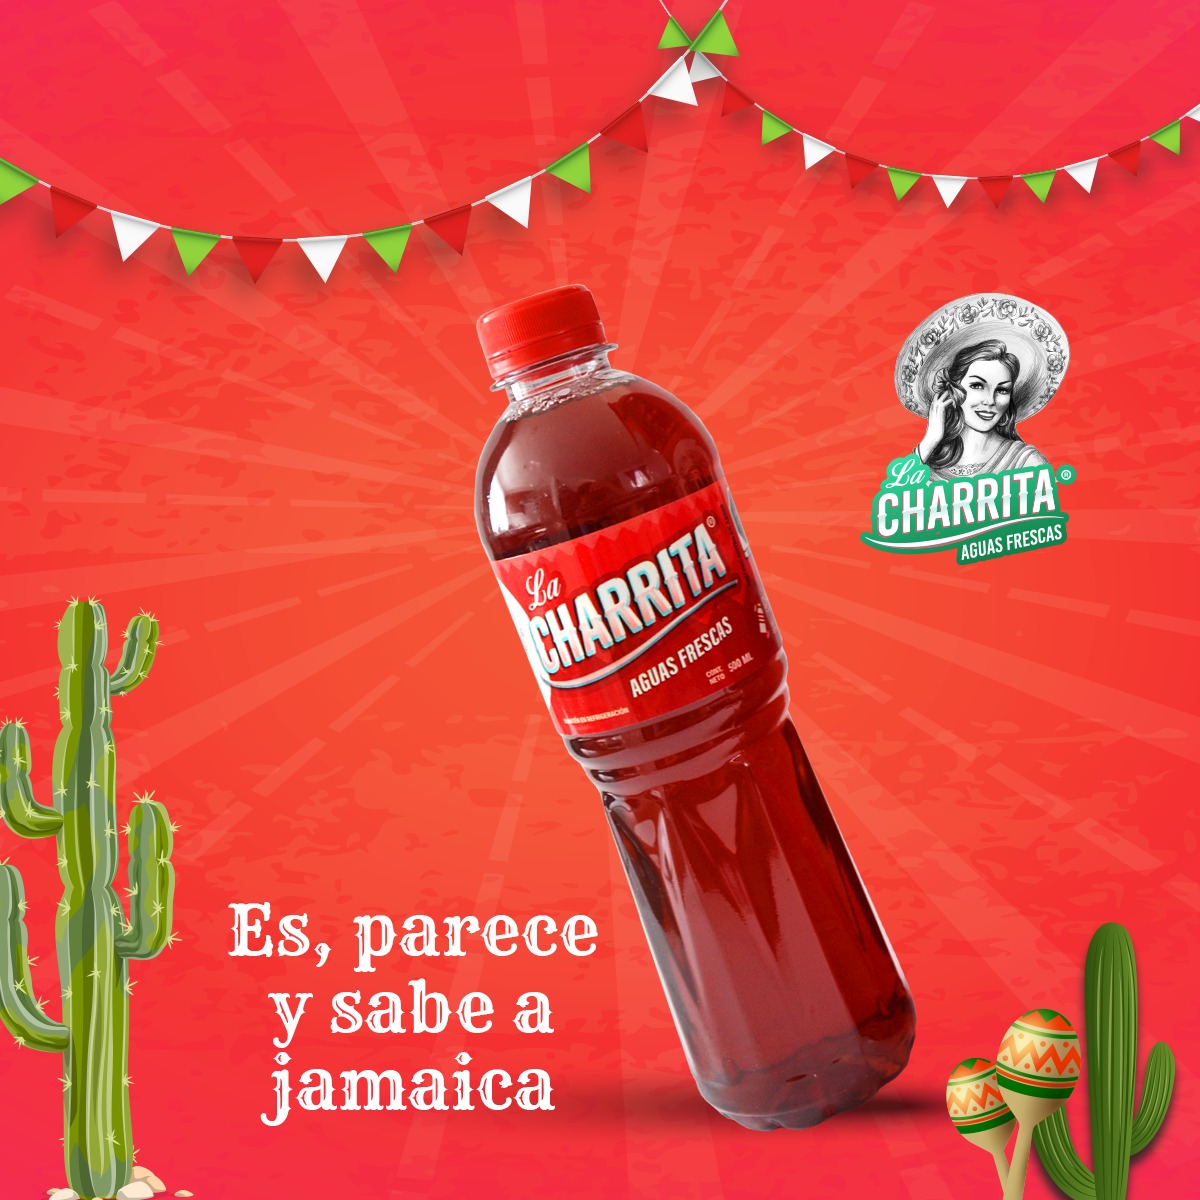 La
CHARRITA®
AGUAS FRESCAS
La
CHARRITA®
AGUAS FRESCAS
CONT.
NETO 500 ML
Es, parece
y sabe a
jamaica